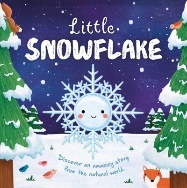 Little
SNOWFLAKE
Discover an amazing story
from the natural world